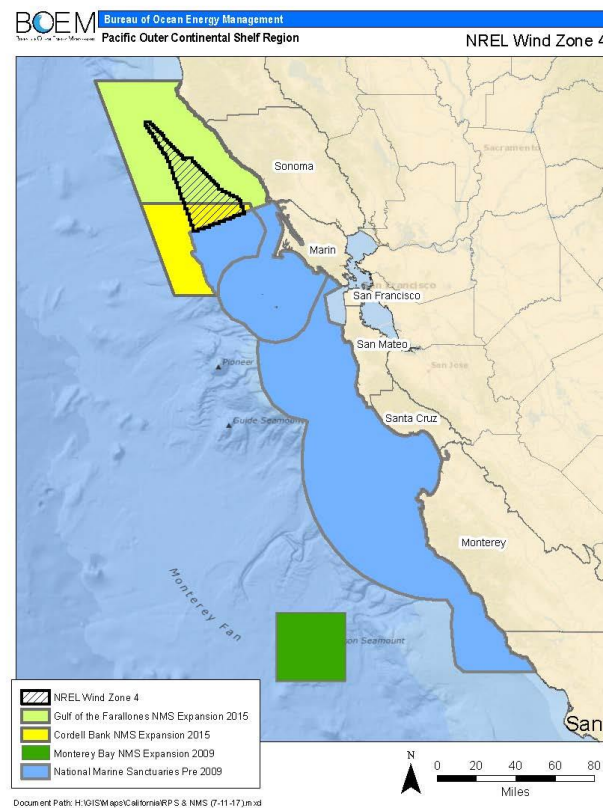 BOEM
Bureau of Ocean Energy Management
Pacific Outer Continental Shelf Region
NREL Wind Zone 4
Sacramento
Sonoma
Marin
San Francisco
San Mateo
San Jose
Pioneer
Santa Cruz
Guide Seamount
Monterey
Monterey Fan
Seamount
NREL Wind Zone 4
Gulf of the Farallones NMS Expansion 2015
Cordell Bank NMS Expansion 2015
Monterey Bay NMS Expansion 2009
National Marine Sanctuaries Pre 2009
San
N
0 20 40 60 80
Miles
Document Path: H:\GIS\Maps\California\RPS & NMS (7-11-17).mxd